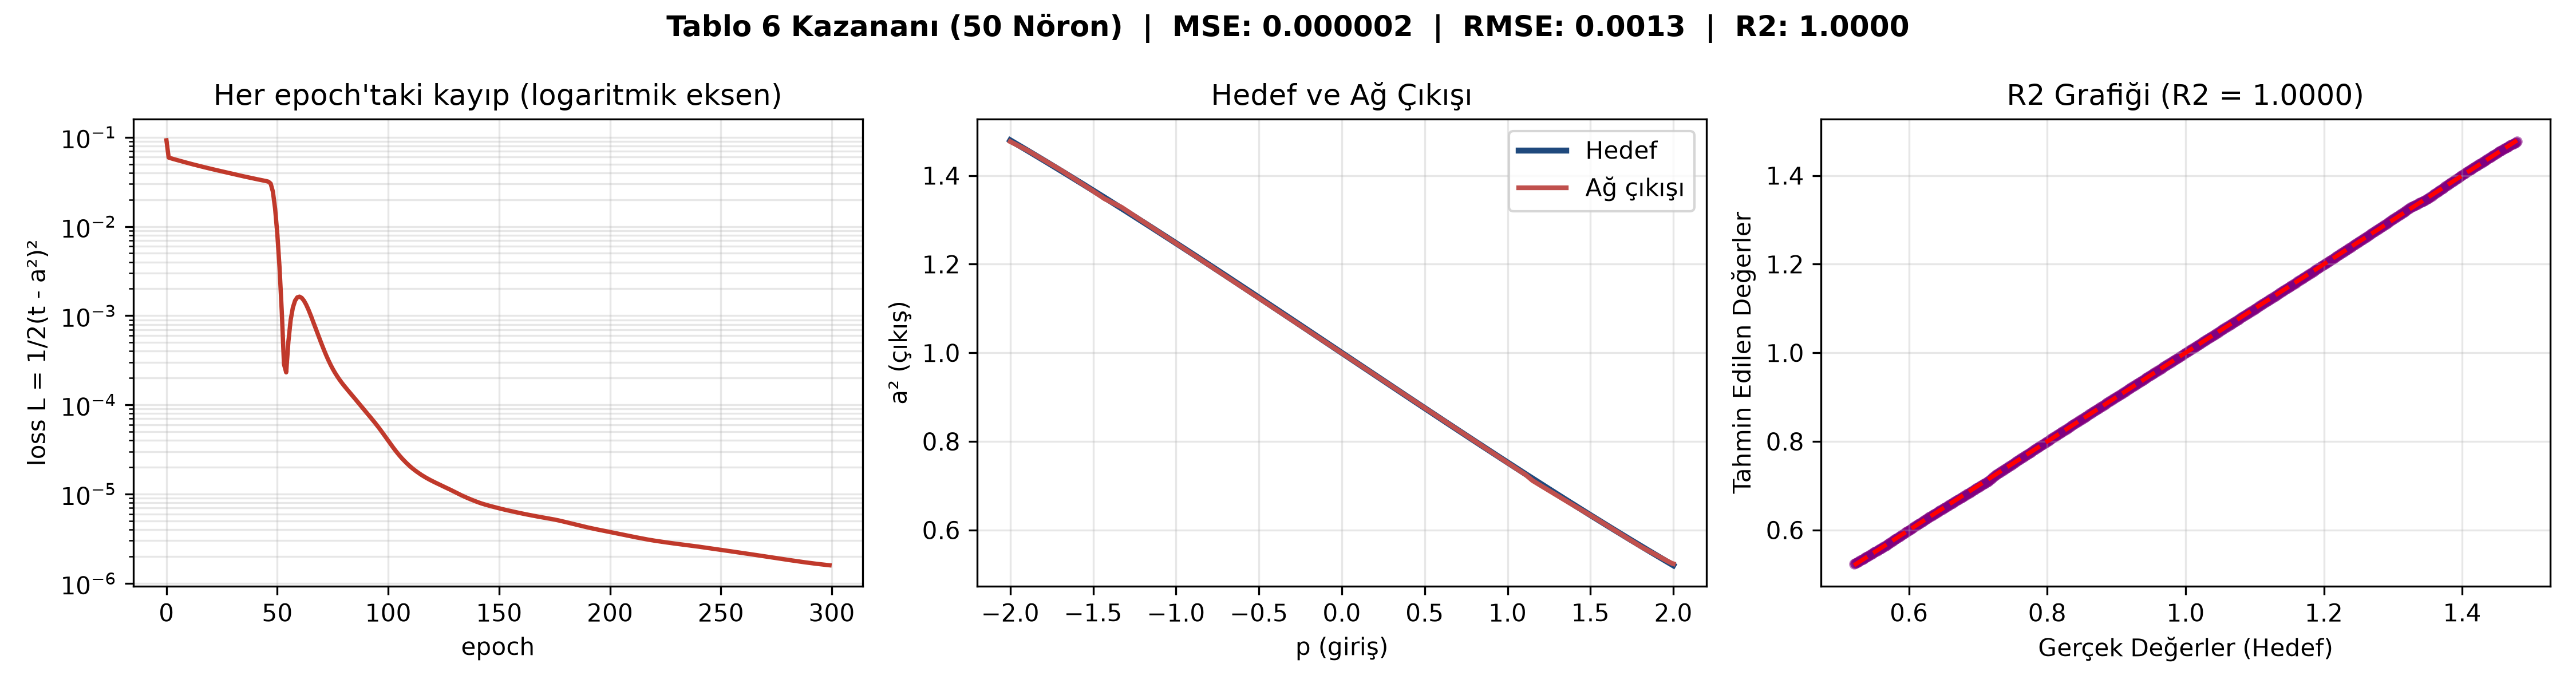 Tablo 6 Kazananı (50 Nöron) | MSE: 0.000002 | RMSE: 0.0013 | R2: 1.0000
Her epoch'taki kayıp (logaritmik eksen)
loss L = 1/2(t - a²)²
10⁻¹
10⁻²
10⁻³
10⁻⁴
10⁻⁵
10⁻⁶
0 50 100 150 200 250 300
epoch
Hedef ve Ağ Çıkışı
a² (çıkış)
1.4
1.2
1.0
0.8
0.6
Hedef
Ağ çıkışı
−2.0 −1.5 −1.0 −0.5 0.0 0.5 1.0 1.5 2.0
p (giriş)
R2 Grafiği (R2 = 1.0000)
Tahmin Edilen Değerler
1.4
1.2
1.0
0.8
0.6
0.6 0.8 1.0 1.2 1.4
Gerçek Değerler (Hedef)